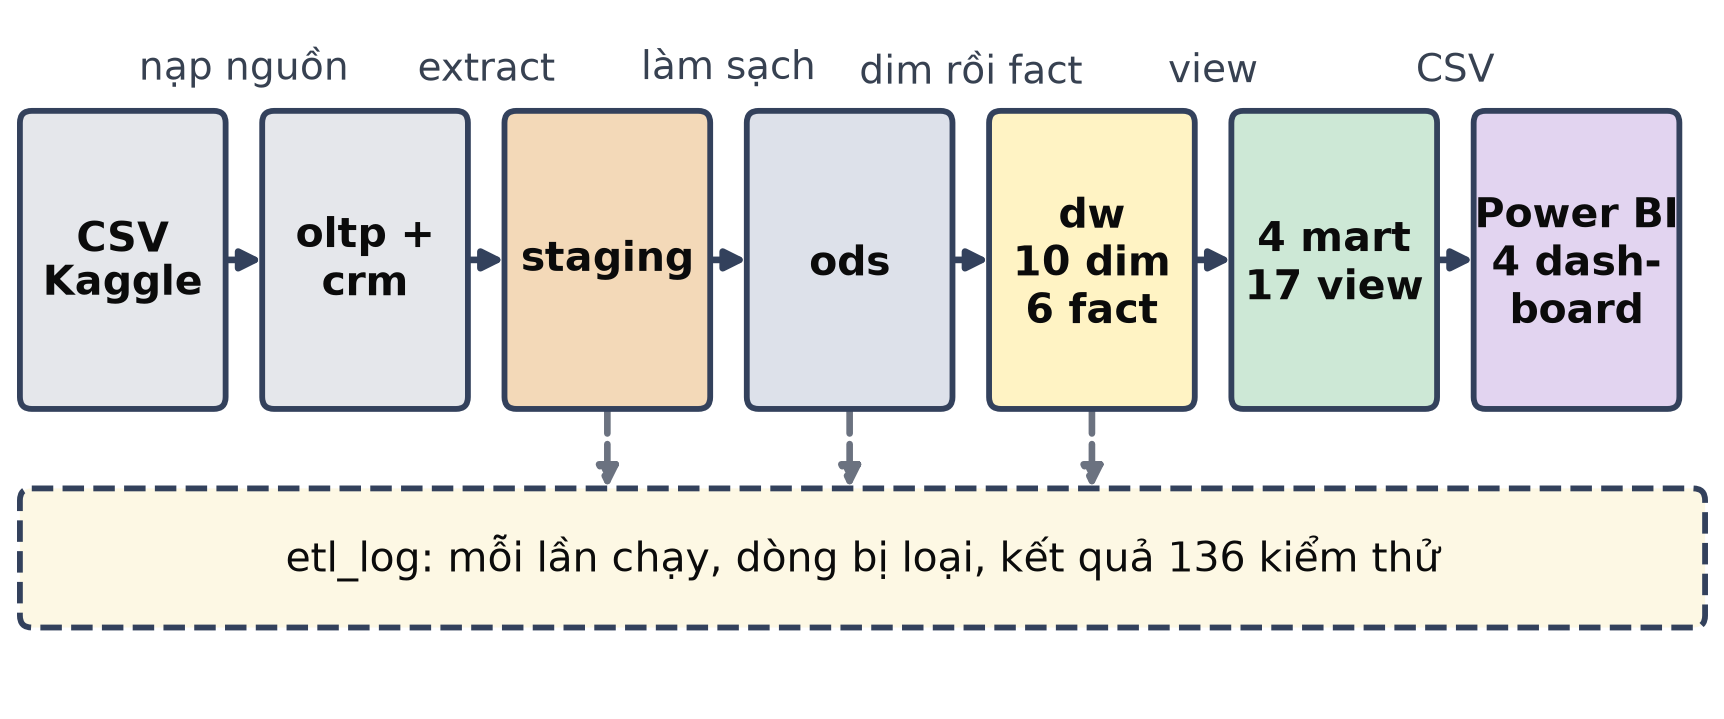 nạp nguồn
extract
làm sạch
dim rồi fact
view
CSV
CSV
Kaggle
oltp +
crm
staging
ods
dw
10 dim
6 fact
4 mart
17 view
Power BI
4 dash-
board
etl_log: mỗi lần chạy, dòng bị loại, kết quả 136 kiểm thử